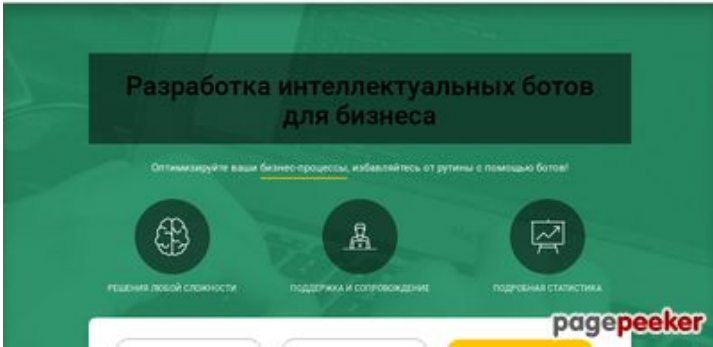 Разработка интеллектуальных ботов
для бизнеса
Оптимизируйте ваши бизнес-процессы, избавляйтесь от рутины с помощью ботов!
РЕШЕНИЯ ЛЮБОЙ СЛОЖНОСТИ
ПОДДЕРЖКА И СОПРОВОЖДЕНИЕ
ПОДРОБНАЯ СТАТИСТИКА
pagepeeker